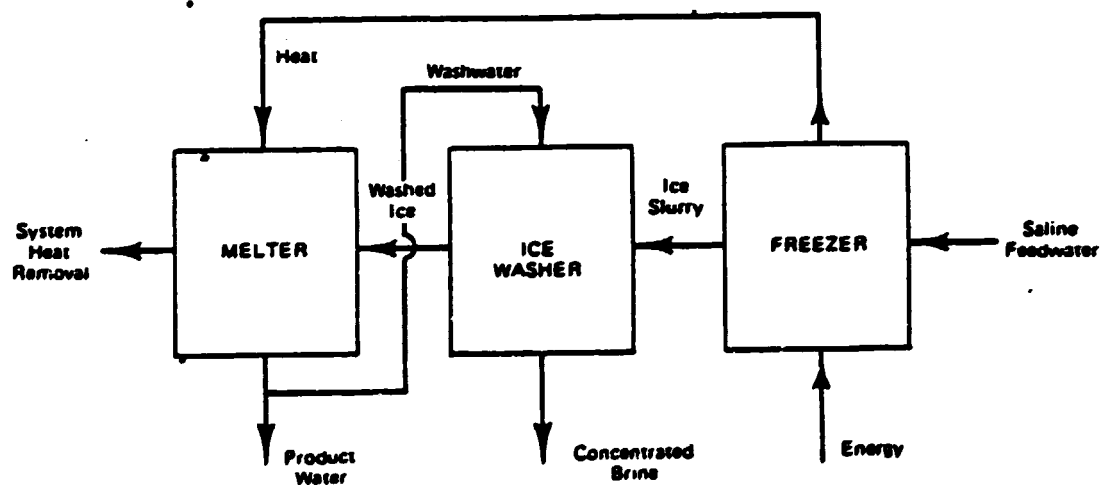 Heat
Washwater
Washed
Ice
Ice
Slurry
System
Heat
Removal
MELTER
ICE
WASHER
FREEZER
Saline
Feedwater
Product
Water
Concentrated
Brine
Energy